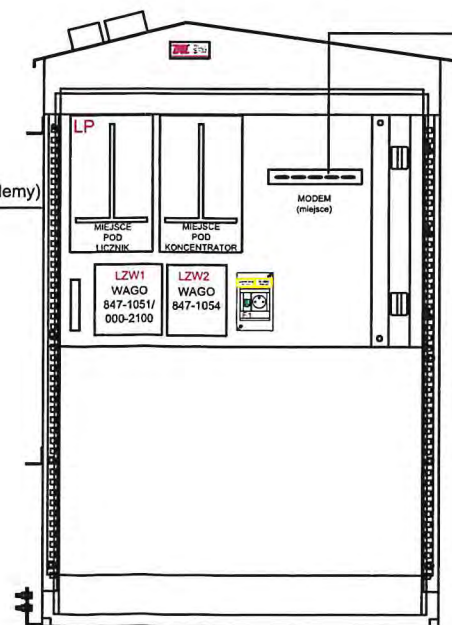 LP
MIEJSCE
POD
LICZNIK
MIEJSCE
POD
KONCENTRATOR
MODEM
(miejsce)
lemy)
LZW1
WAGO
847-1051/
000-2100
LZW2
WAGO
847-1054